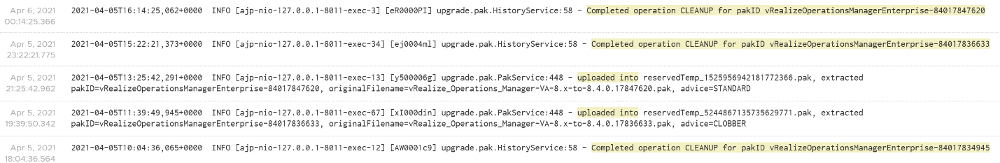 Apr 6, 2021 2021-04-05T16:14:25,062+0000 INFO [ajp-nio-127.0.0.1-8011-exec-3] [eR0000PI] upgrade.pak.HistoryService:58 - Completed operation CLEANUP for pakID vRealizeOperationsManagerEnterprise-84017847620
00:14:25.366
Apr 5, 2021 2021-04-05T15:22:21,373+0000 INFO [ajp-nio-127.0.0.1-8011-exec-34] [ej0004ml] upgrade.pak.HistoryService:58 - Completed operation CLEANUP for pakID vRealizeOperationsManagerEnterprise-84017836633
23:22:21.775
Apr 5, 2021 2021-04-05T13:25:42,291+0000 INFO [ajp-nio-127.0.0.1-8011-exec-13] [y500006g] upgrade.pak.PakService:448 - uploaded into reservedTemp_1525956942181772366.pak, extracted
21:25:42.962 pakID=vRealizeOperationsManagerEnterprise-84017847620, originalFilename=vRealize_Operations_Manager-VA-8.x-to-8.4.0.17847620.pak, advice=STANDARD
Apr 5, 2021 2021-04-05T11:39:49,945+0000 INFO [ajp-nio-127.0.0.1-8011-exec-67] [xI000din] upgrade.pak.PakService:448 - uploaded into reservedTemp_5244867135735629771.pak, extracted
19:39:50.342 pakID=vRealizeOperationsManagerEnterprise-84017836633, originalFilename=vRealize_Operations_Manager-VA-8.x-to-8.4.0.17836633.pak, advice=CLOBBER
Apr 5, 2021 2021-04-05T10:04:36,065+0000 INFO [ajp-nio-127.0.0.1-8011-exec-12] [AW0001c9] upgrade.pak.HistoryService:58 - Completed operation CLEANUP for pakID vRealizeOperationsManagerEnterprise-84017834945
18:04:36.564